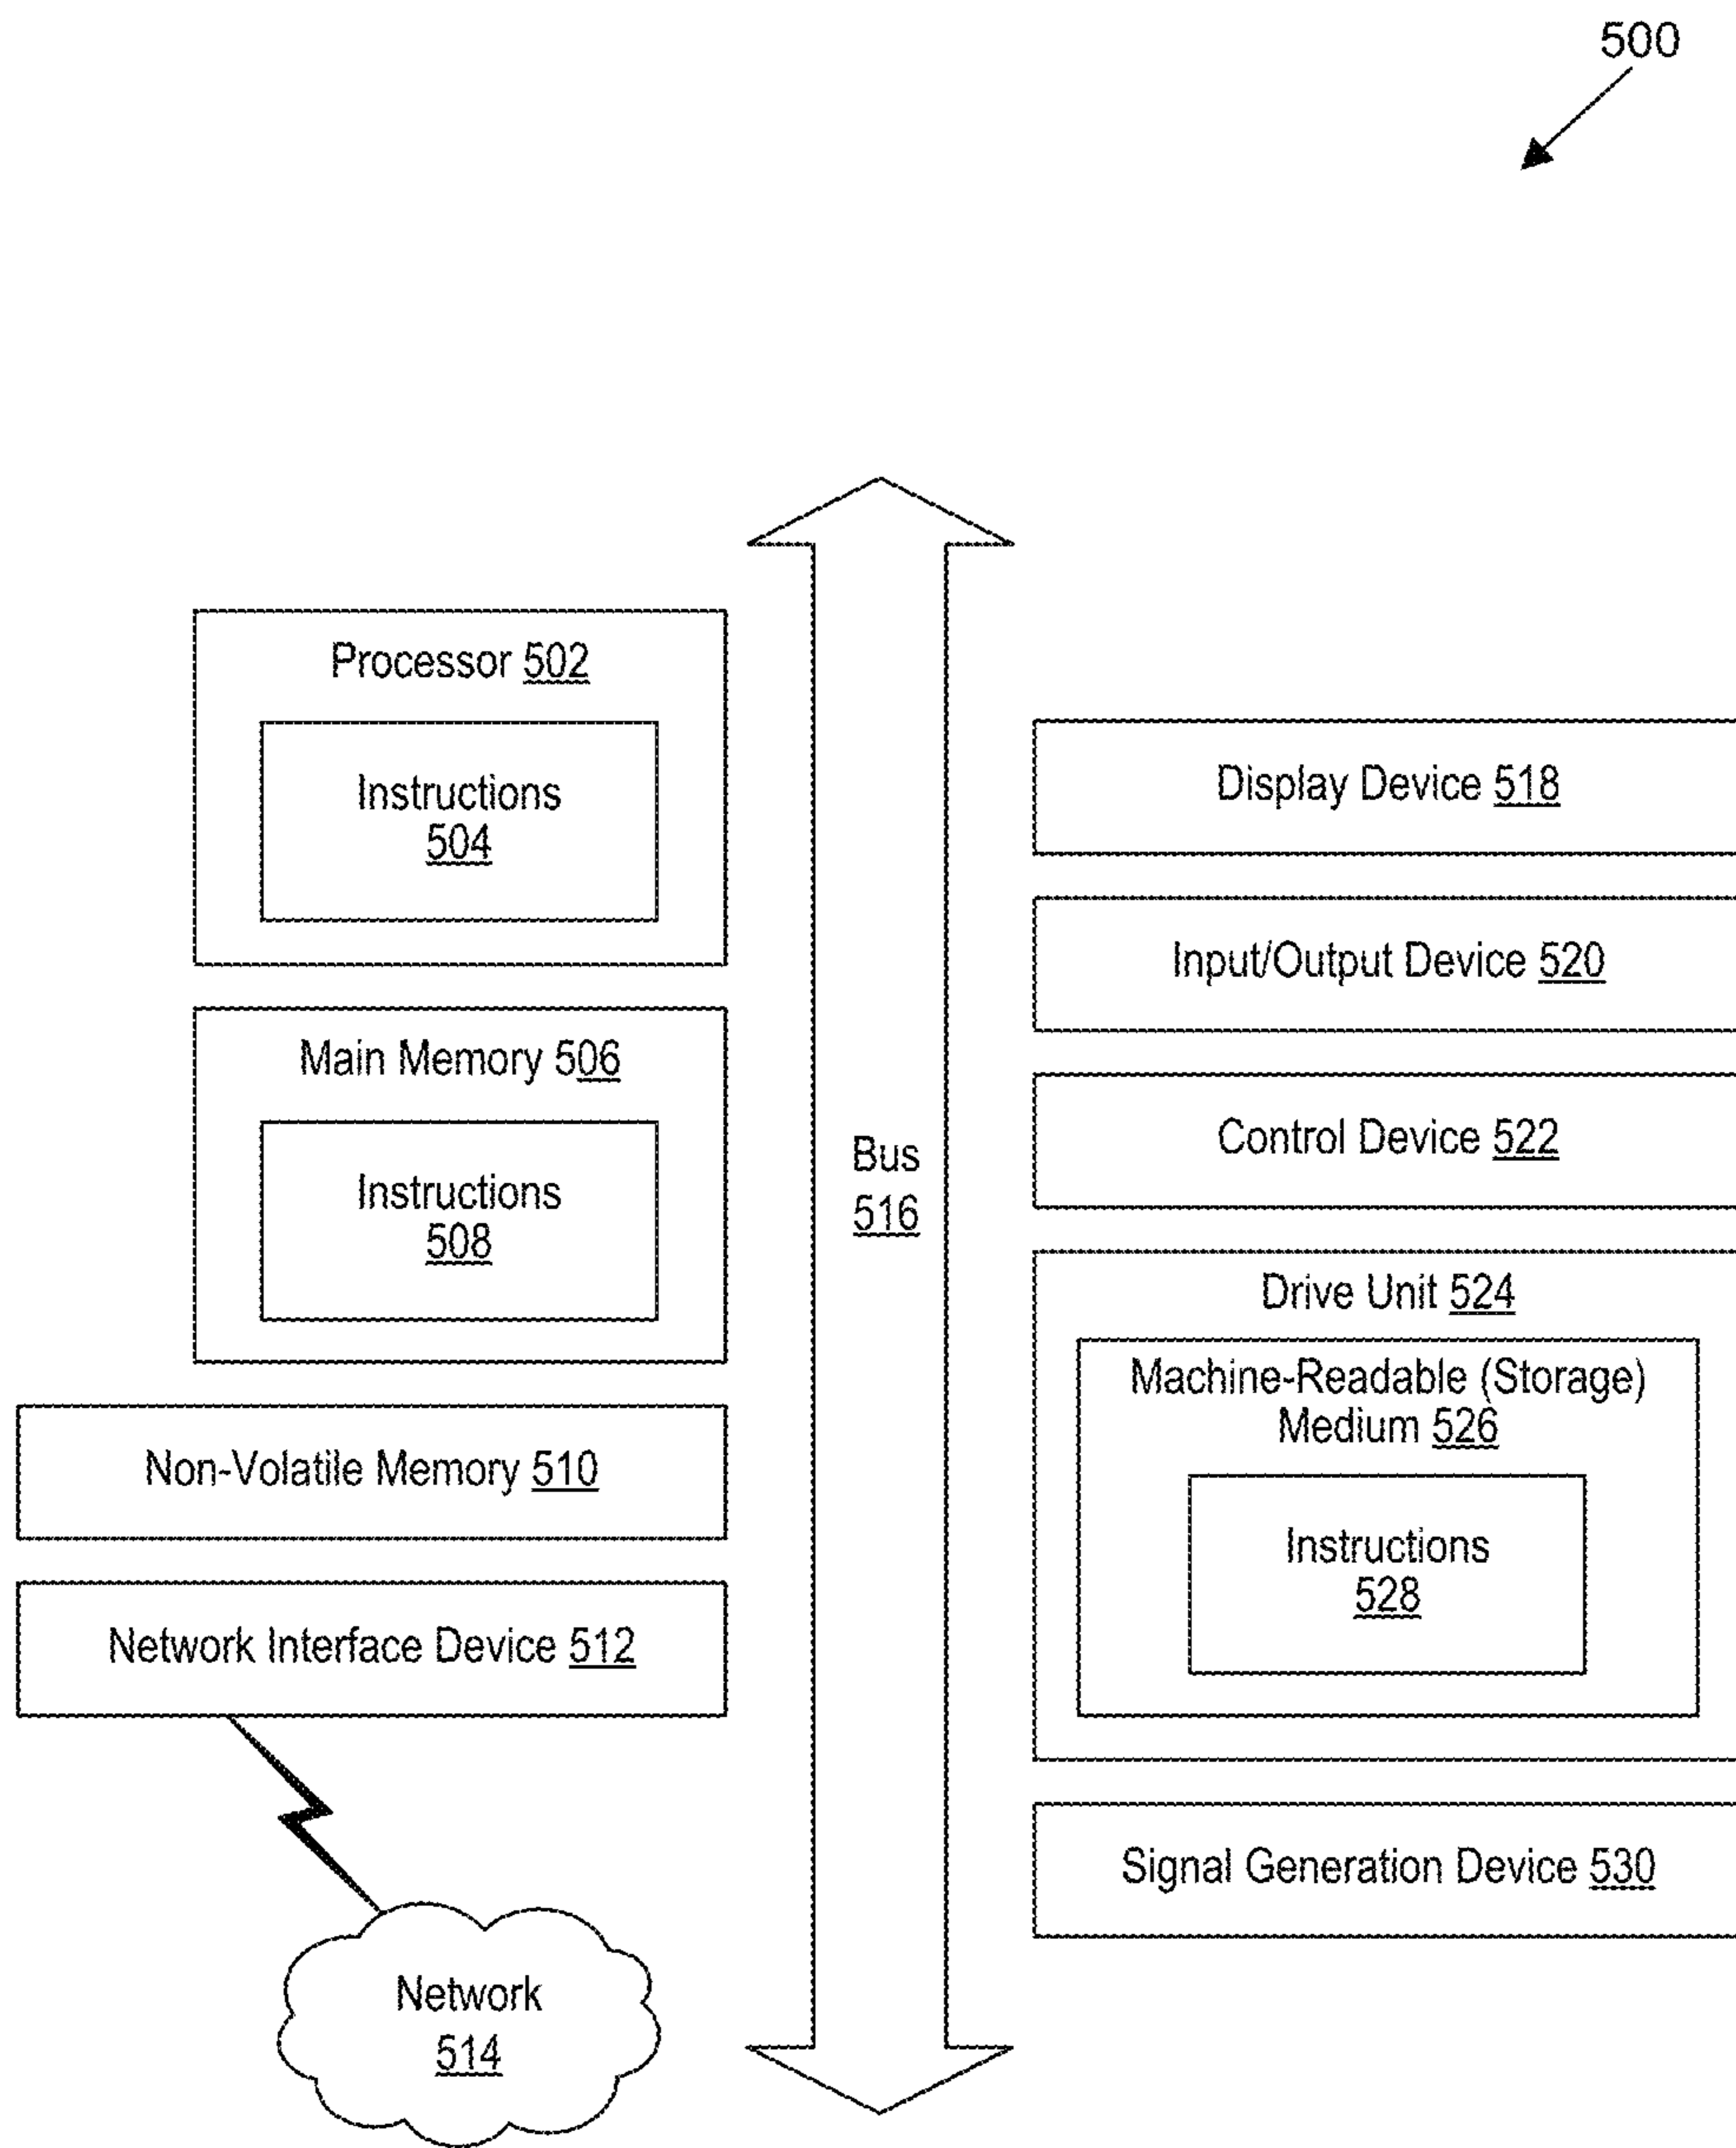 500
Processor 502
Instructions
504
Main Memory 506
Instructions
508
Non-Volatile Memory 510
Network Interface Device 512
Network
514
Bus
516
Display Device 518
Input/Output Device 520
Control Device 522
Drive Unit 524
Machine-Readable (Storage)
Medium 526
Instructions
528
Signal Generation Device 530